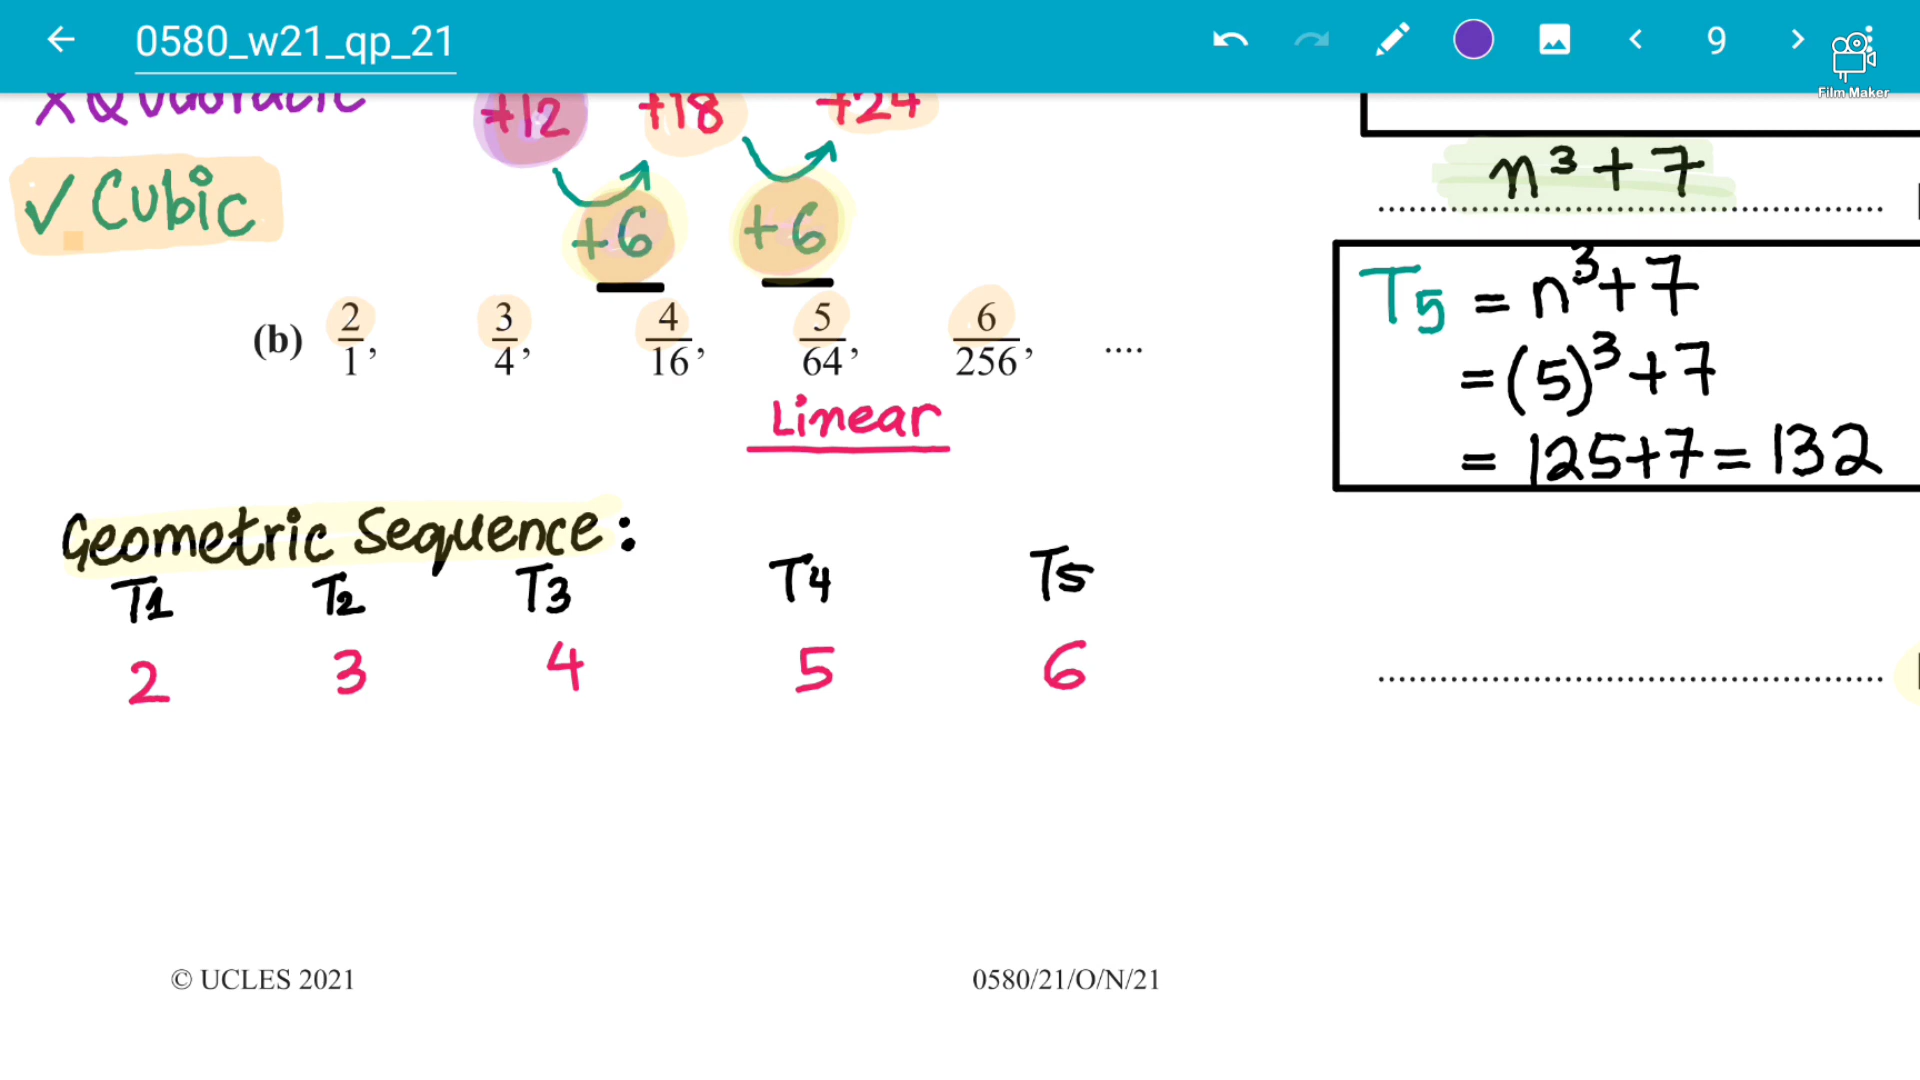 0580_w21_qp_21
9
Film Maker
x Quadratic
+12 +18 +24
✓ Cubic
+6 +6
n³ + 7
(b) 2/1, 3/4, 4/16, 5/64, 6/256, ....
Linear
T5 = n³+7
= (5)³+7
= 125+7= 132
Geometric Sequence:
T1 T2 T3 T4 T5
2 3 4 5 6
© UCLES 2021
0580/21/O/N/21